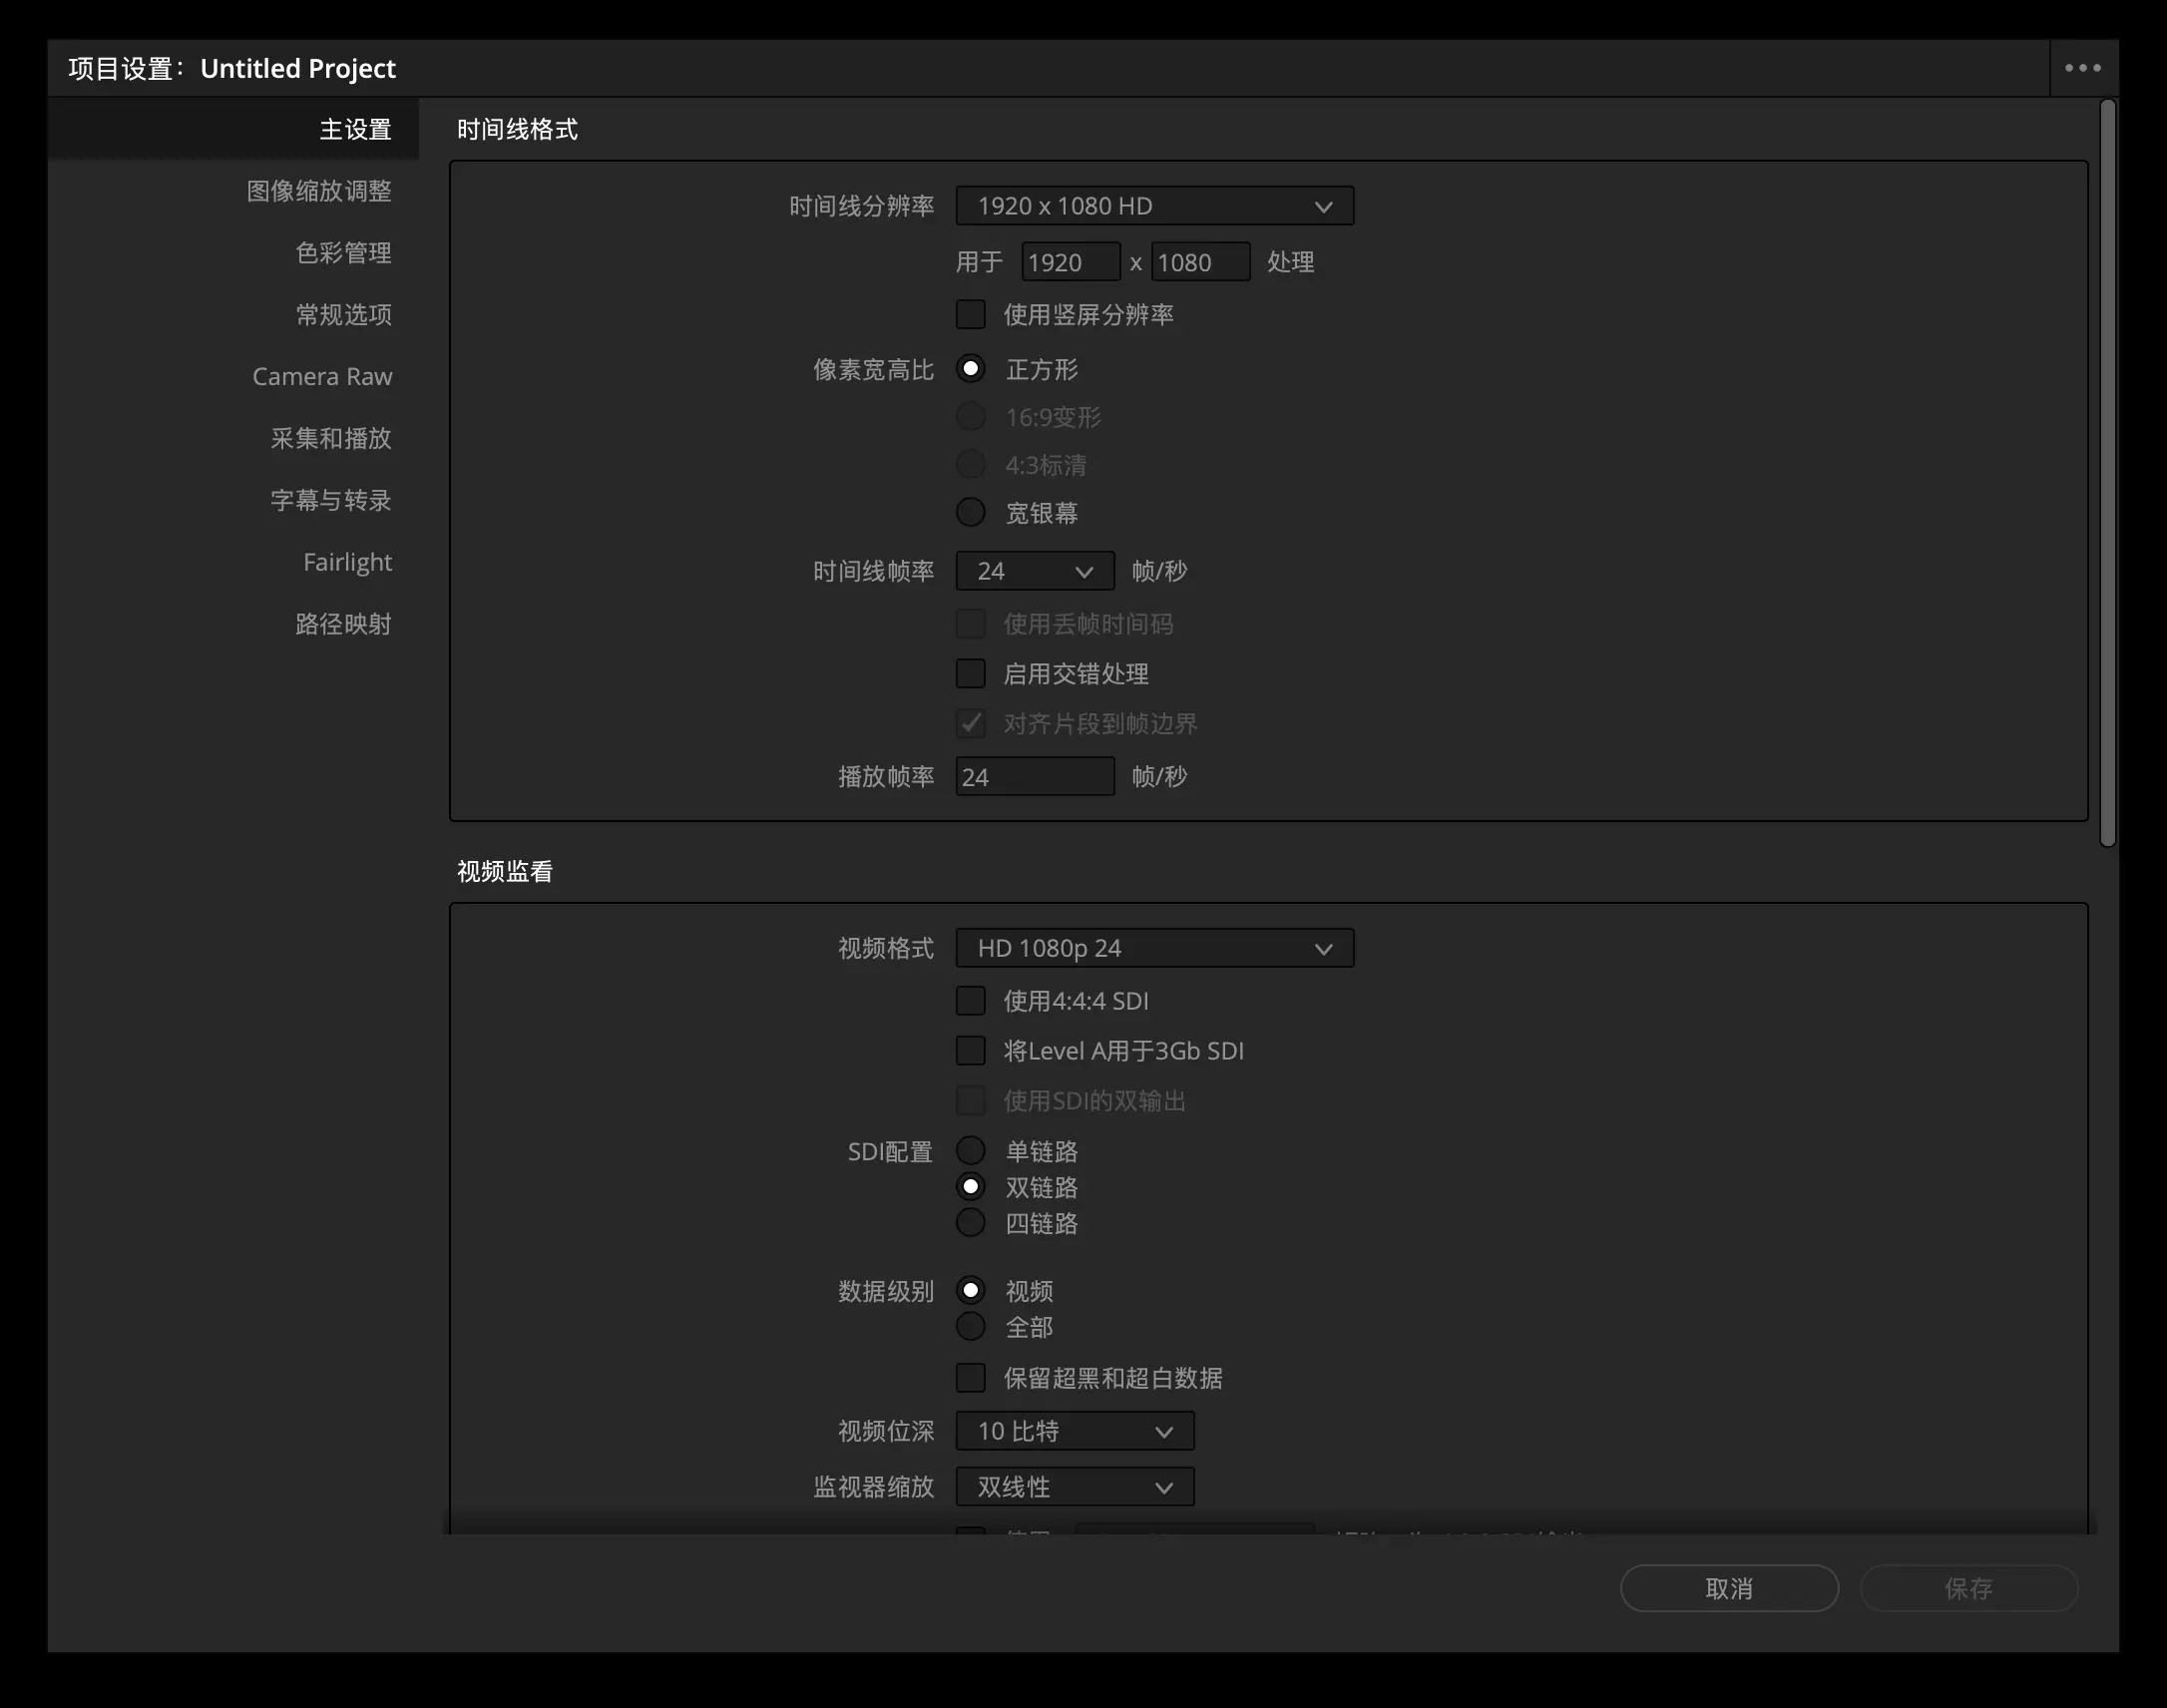 项目设置：Untitled Project
主设置
图像缩放调整
色彩管理
常规选项
Camera Raw
采集和播放
字幕与转录
Fairlight
路径映射
时间线格式
时间线分辨率 1920 x 1080 HD
用于 1920 x 1080 处理
使用竖屏分辨率
像素宽高比 正方形
16:9变形
4:3标清
宽银幕
时间线帧率 24 帧/秒
使用丢帧时间码
启用交错处理
对齐片段到帧边界
播放帧率 24 帧/秒
视频监看
视频格式 HD 1080p 24
使用4:4:4 SDI
将Level A用于3Gb SDI
使用SDI的双输出
SDI配置 单链路
双链路
四链路
数据级别 视频
全部
保留超黑和超白数据
视频位深 10 比特
监视器缩放 双线性
使用
取消 保存